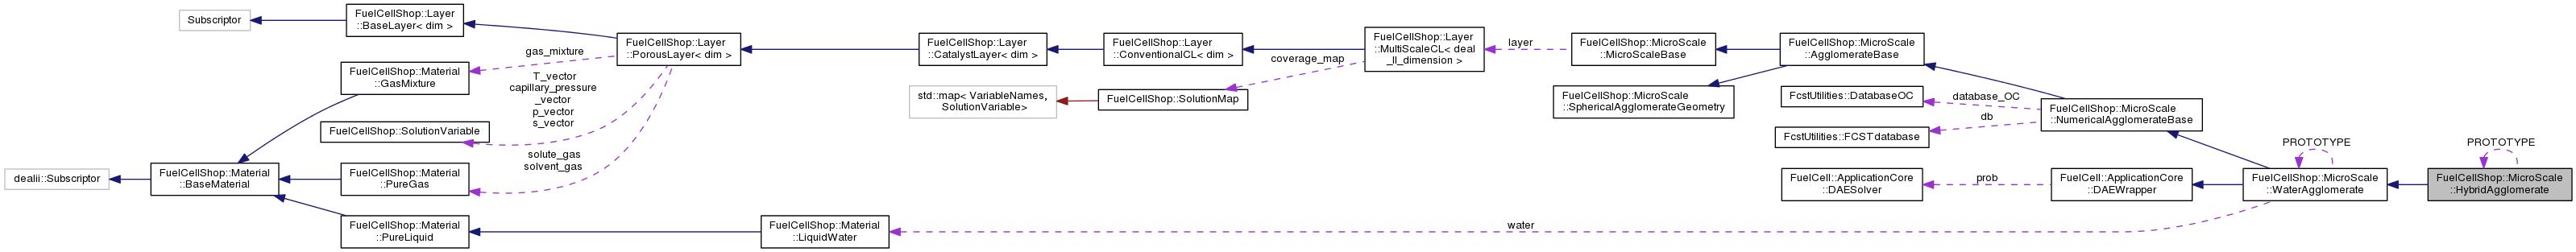 Subscriptor
FuelCellShop::Layer
::BaseLayer< dim >
FuelCellShop::Layer
::PorousLayer< dim >
gas_mixture
FuelCellShop::Material
::GasMixture
T_vector
capillary_pressure
_vector
p_vector
s_vector
FuelCellShop::SolutionVariable
solute_gas
solvent_gas
dealii::Subscriptor
FuelCellShop::Material
::BaseMaterial
FuelCellShop::Material
::PureGas
FuelCellShop::Material
::PureLiquid
FuelCellShop::Material
::LiquidWater
FuelCellShop::Layer
::CatalystLayer< dim >
FuelCellShop::Layer
::ConventionalCL< dim >
FuelCellShop::Layer
::MultiScaleCL< deal
_II_dimension >
coverage_map
std::map< VariableNames,
SolutionVariable>
FuelCellShop::SolutionMap
layer
FuelCellShop::MicroScale
::MicroScaleBase
FuelCellShop::MicroScale
::AgglomerateBase
FuelCellShop::MicroScale
::SphericalAgglomerateGeometry
FcstUtilities::DatabaseOC
database_OC
FcstUtilities::FCSTdatabase
db
FuelCellShop::MicroScale
::NumericalAgglomerateBase
FuelCell::ApplicationCore
::DAESolver
prob
FuelCell::ApplicationCore
::DAEWrapper
PROTOTYPE
FuelCellShop::MicroScale
::WaterAgglomerate
PROTOTYPE
FuelCellShop::MicroScale
::HybridAgglomerate
water